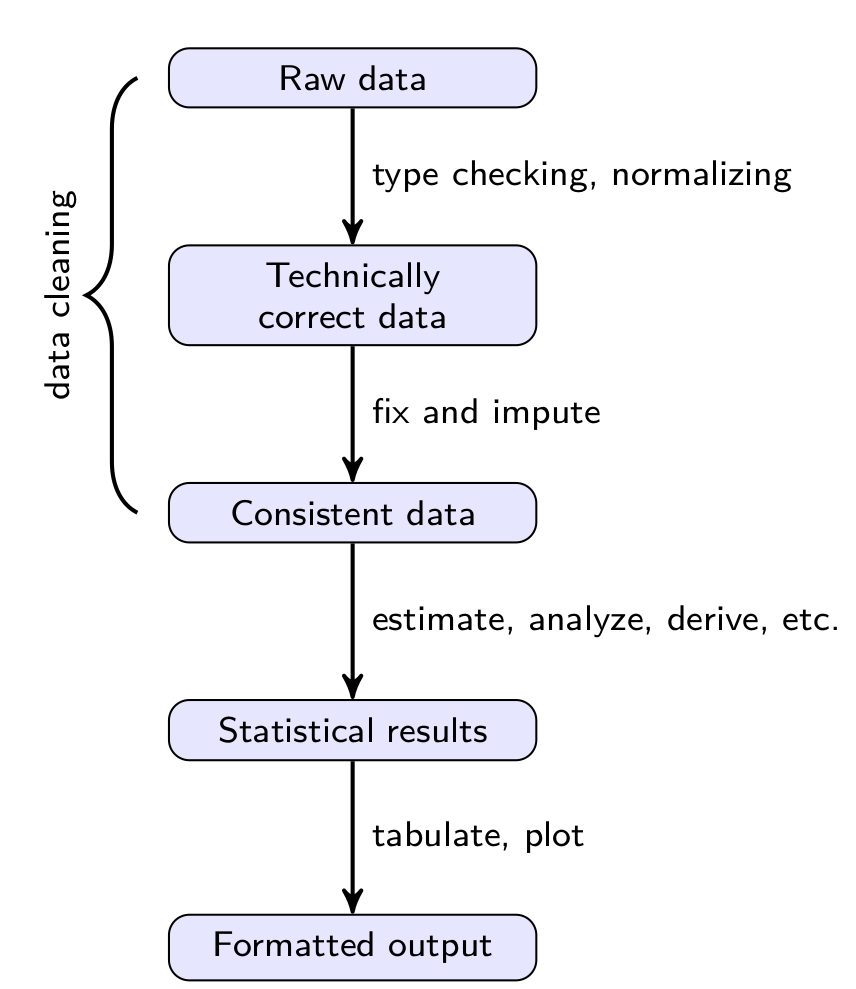 Raw data
type checking, normalizing
Technically
correct data
data cleaning
fix and impute
Consistent data
estimate, analyze, derive, etc.
Statistical results
tabulate, plot
Formatted output